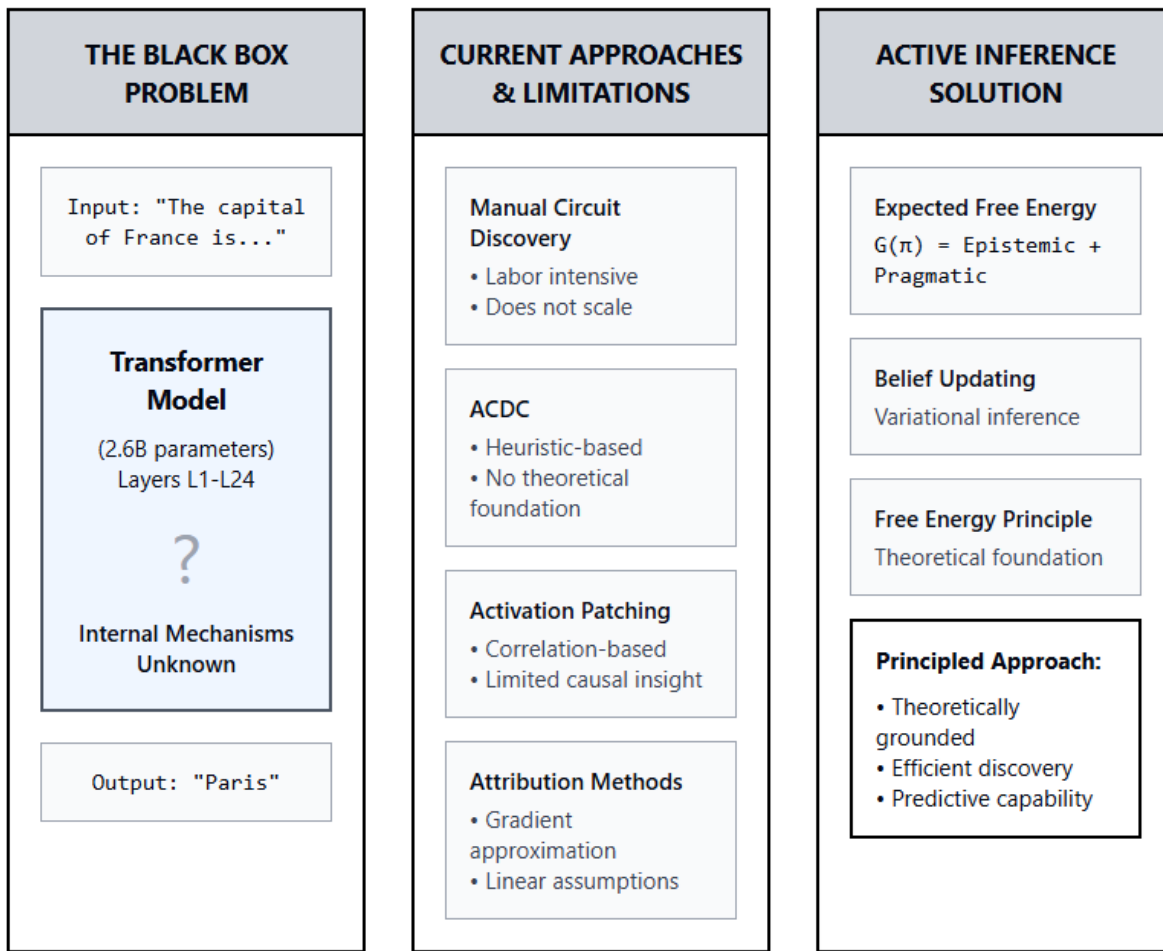 THE BLACK BOX
PROBLEM
Input: "The capital
of France is..."
Transformer
Model
(2.6B parameters)
Layers L1-L24
?
Internal Mechanisms
Unknown
Output: "Paris"
CURRENT APPROACHES
& LIMITATIONS
Manual Circuit
Discovery
• Labor intensive
• Does not scale
ACDC
• Heuristic-based
• No theoretical
foundation
Activation Patching
• Correlation-based
• Limited causal insight
Attribution Methods
• Gradient
approximation
• Linear assumptions
ACTIVE INFERENCE
SOLUTION
Expected Free Energy
G(π) = Epistemic +
Pragmatic
Belief Updating
Variational inference
Free Energy Principle
Theoretical foundation
Principled Approach:
• Theoretically
grounded
• Efficient discovery
• Predictive capability